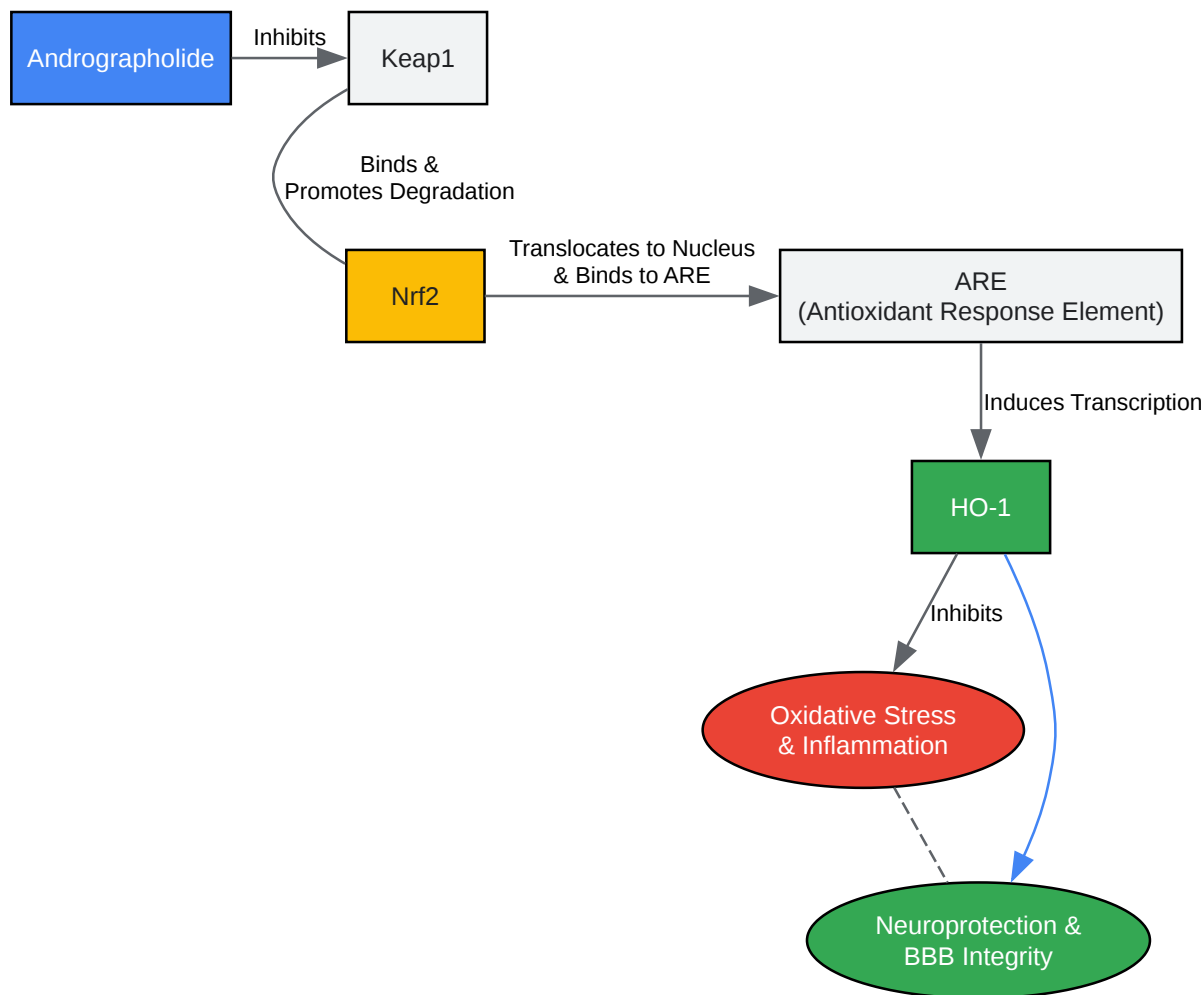 Andrographolide
Inhibits
Keap1
Binds &
Promotes Degradation
Nrf2
Translocates to Nucleus
& Binds to ARE
ARE
(Antioxidant Response Element)
Induces Transcription
HO-1
Inhibits
Oxidative Stress
& Inflammation
Neuroprotection &
BBB Integrity